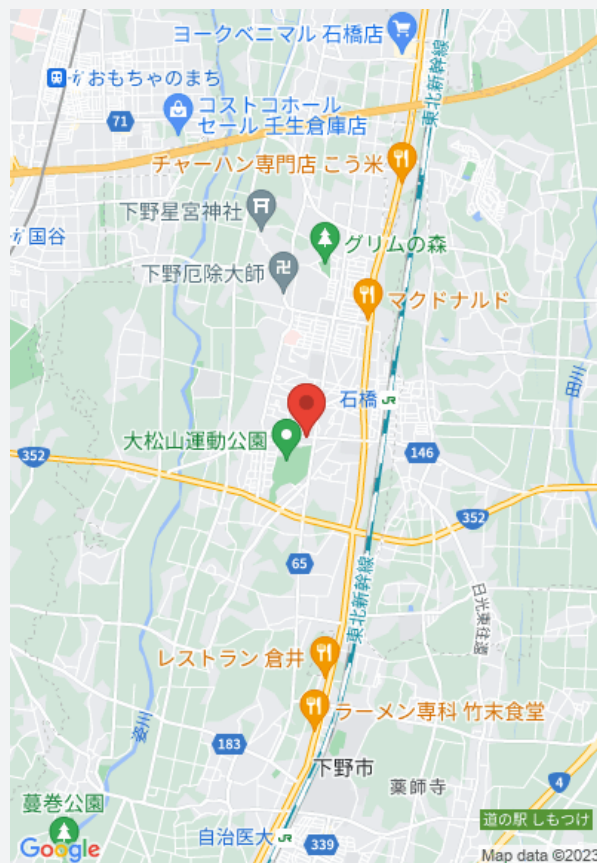 ヨークベニマル 石橋店
東北新幹線
おもちゃのまち
71
コストコホール
セール 壬生倉庫店
チャーハン専門店 こう米
下野星宮神社
国谷
グリムの森
下野厄除大師
マクドナルド
田川
石橋 JR
大松山運動公園
352
146
352
65
東北新幹線
日光東往還
レストラン 倉井
ラーメン専科 竹末食堂
姿川
183
下野市
薬師寺
4
蔓巻公園
道の駅 しもつけ
自治医大 JR
339
Google
Map data ©2023